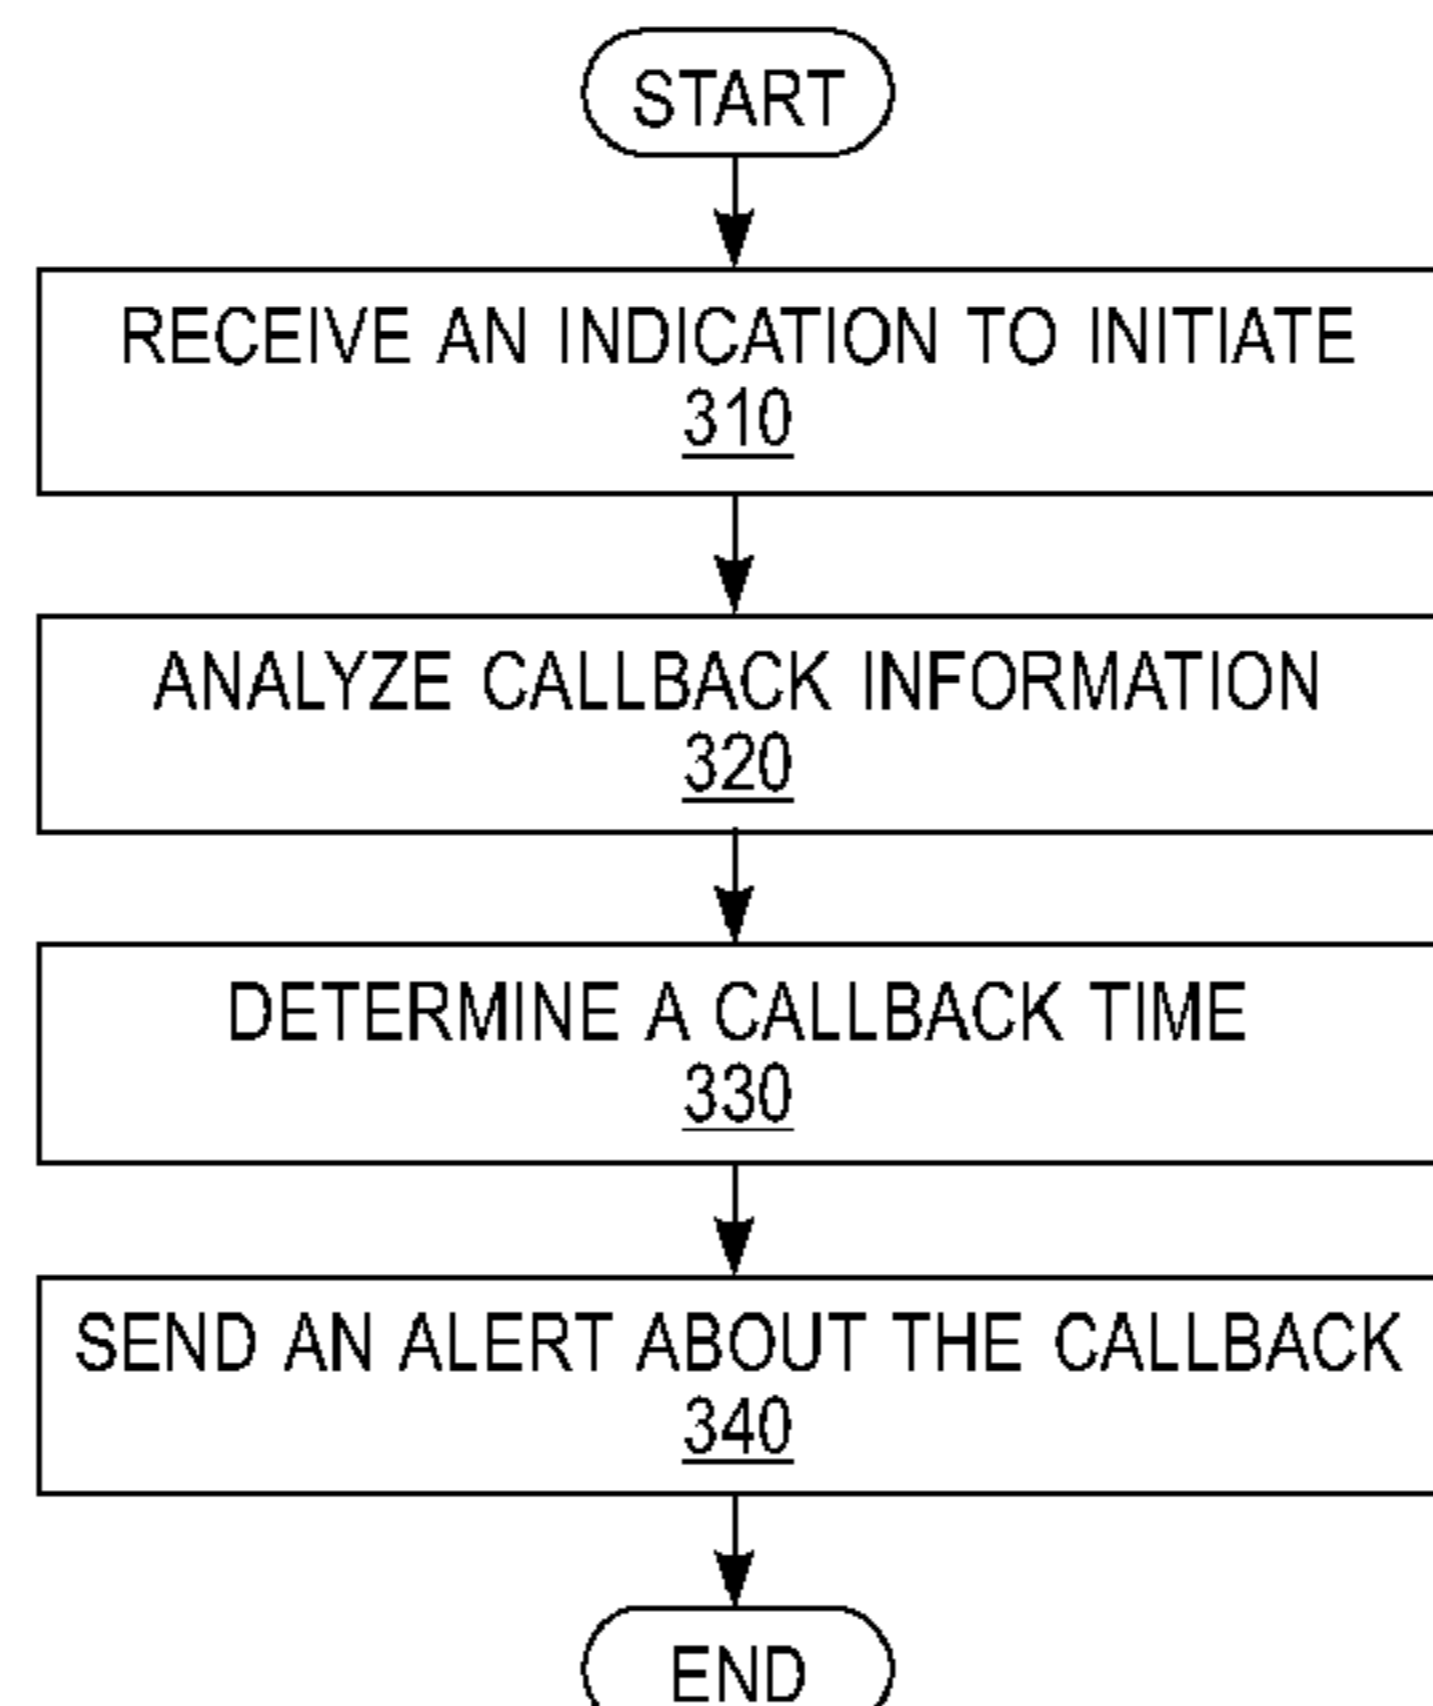 START
RECEIVE AN INDICATION TO INITIATE
310
ANALYZE CALLBACK INFORMATION
320
DETERMINE A CALLBACK TIME
330
SEND AN ALERT ABOUT THE CALLBACK
340
END